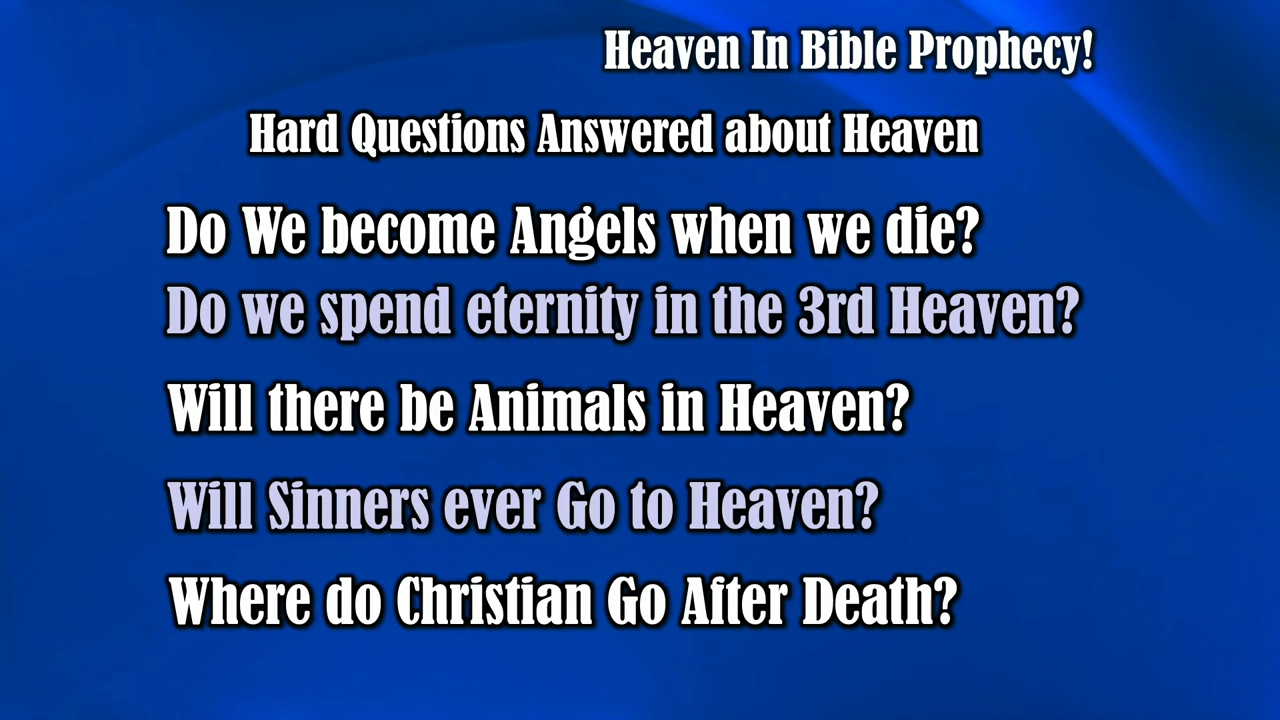 Heaven In Bible Prophecy!
Hard Questions Answered about Heaven
Do We become Angels when we die?
Do we spend eternity in the 3rd Heaven?
Will there be Animals in Heaven?
Will Sinners ever Go to Heaven?
Where do Christian Go After Death?